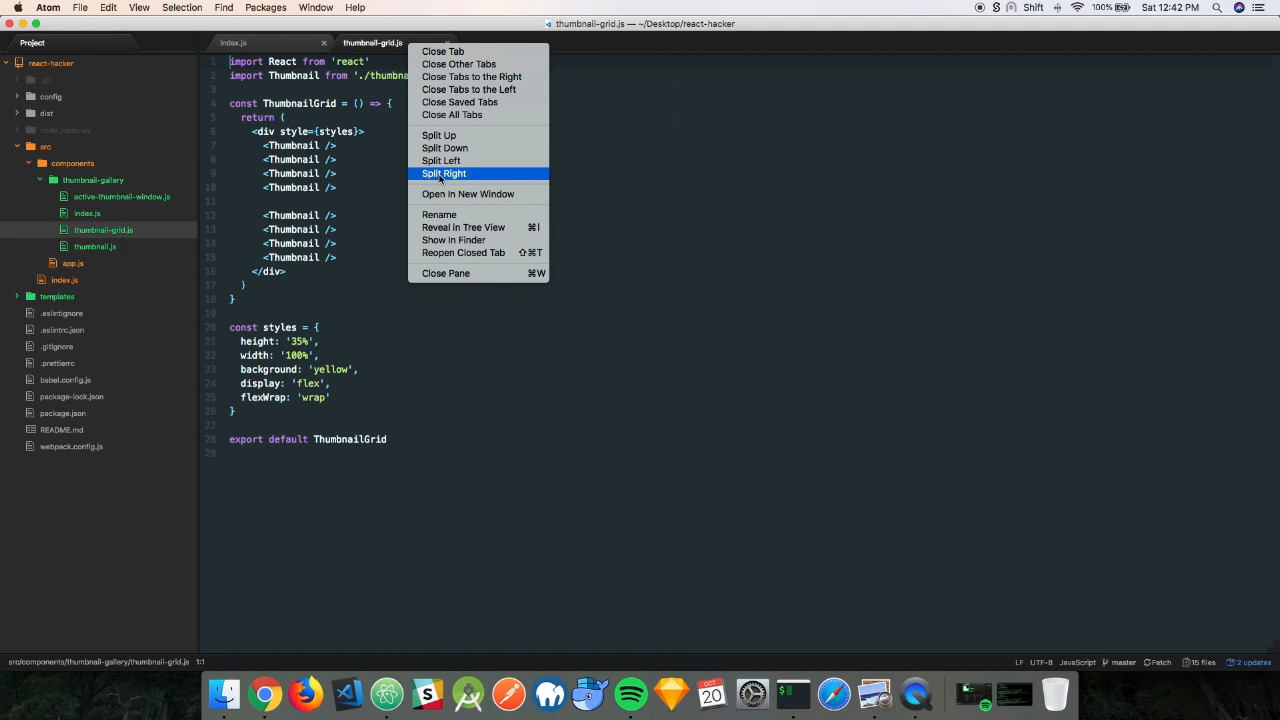 Atom File Edit View Selection Find Packages Window Help Shift 100% Sat 12:42 PM
thumbnail-grid.js — ~/Desktop/react-hacker
Project
index.js
thumbnail-grid.js
react-hacker
.git
config
dist
node_modules
src
components
thumbnail-gallery
active-thumbnail-window.js
index.js
thumbnail-grid.js
thumbnail.js
app.js
index.js
templates
.eslintignore
.eslintrc.json
.gitignore
.prettierrc
babel.config.js
package-lock.json
package.json
README.md
webpack.config.js
1 import React from 'react'
2 import Thumbnail from './thumbna
3
4 const ThumbnailGrid = () => {
5 return (
6 <div style={styles}>
7 <Thumbnail />
8 <Thumbnail />
9 <Thumbnail />
10 <Thumbnail />
11
12 <Thumbnail />
13 <Thumbnail />
14 <Thumbnail />
15 <Thumbnail />
16 </div>
17 )
18 }
19
20 const styles = {
21 height: '35%',
22 width: '100%',
23 background: 'yellow',
24 display: 'flex',
25 flexWrap: 'wrap'
26 }
27
28 export default ThumbnailGrid
29
Close Tab
Close Other Tabs
Close Tabs to the Right
Close Tabs to the Left
Close Saved Tabs
Close All Tabs
Split Up
Split Down
Split Left
Split Right
Open In New Window
Rename
Reveal in Tree View ⌘I
Show In Finder
Reopen Closed Tab ⇧⌘T
Close Pane ⌘W
src/components/thumbnail-gallery/thumbnail-grid.js 1:1 LF UTF-8 JavaScript master Fetch 15 files 2 updates
OCT
20